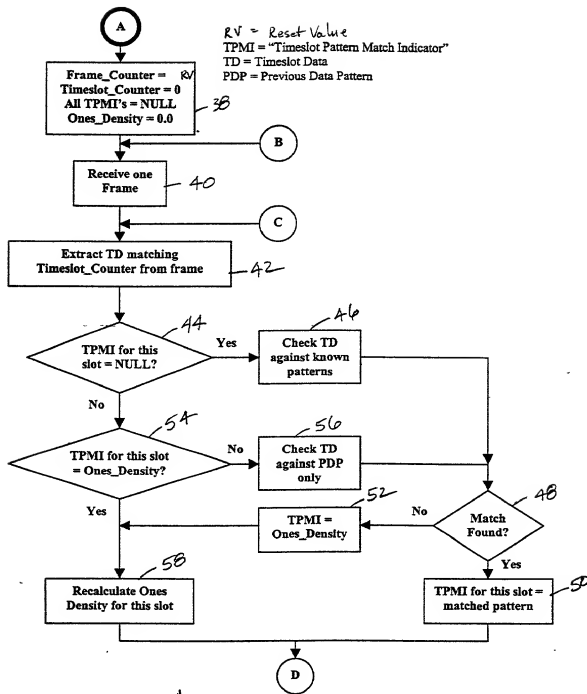 A
RV = Reset Value
TPMI = "Timeslot Pattern Match Indicator"
TD = Timeslot Data
PDP = Previous Data Pattern
Frame_Counter = RV
Timeslot_Counter = 0
All TPMI's = NULL
Ones_Density = 0.0
38
B
Receive one
Frame
40
C
Extract TD matching
Timeslot_Counter from frame
42
44
TPMI for this
slot = NULL?
Yes
46
Check TD
against known
patterns
No
54
TPMI for this slot
= Ones_Density?
No
56
Check TD
against PDP
only
Yes
52
TPMI =
Ones_Density
No
48
Match
Found?
Yes
58
Recalculate Ones
Density for this slot
TPMI for this slot =
matched pattern
50
D